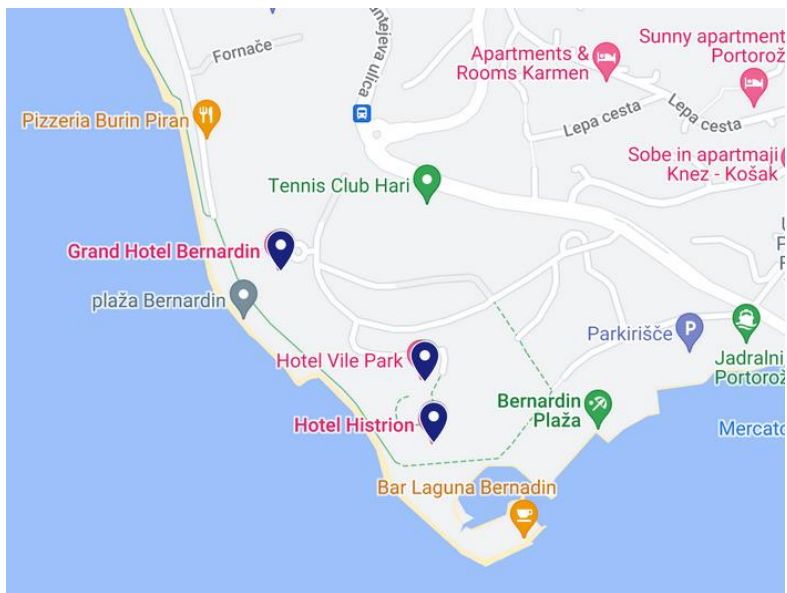 Fornače
ntejeva ulica
Apartments &
Rooms Karmen
Sunny apartment
Portorož
Lepa cesta
Lepa cesta
Pizzeria Burin Piran
Sobe in apartmaji
Knez - Košak
Tennis Club Hari
Grand Hotel Bernardin
plaža Bernardin
Parkirišče
P
Jadralni
Portorož
Hotel Vile Park
Bernardin
Plaža
Hotel Histrion
Mercato
Bar Laguna Bernadin